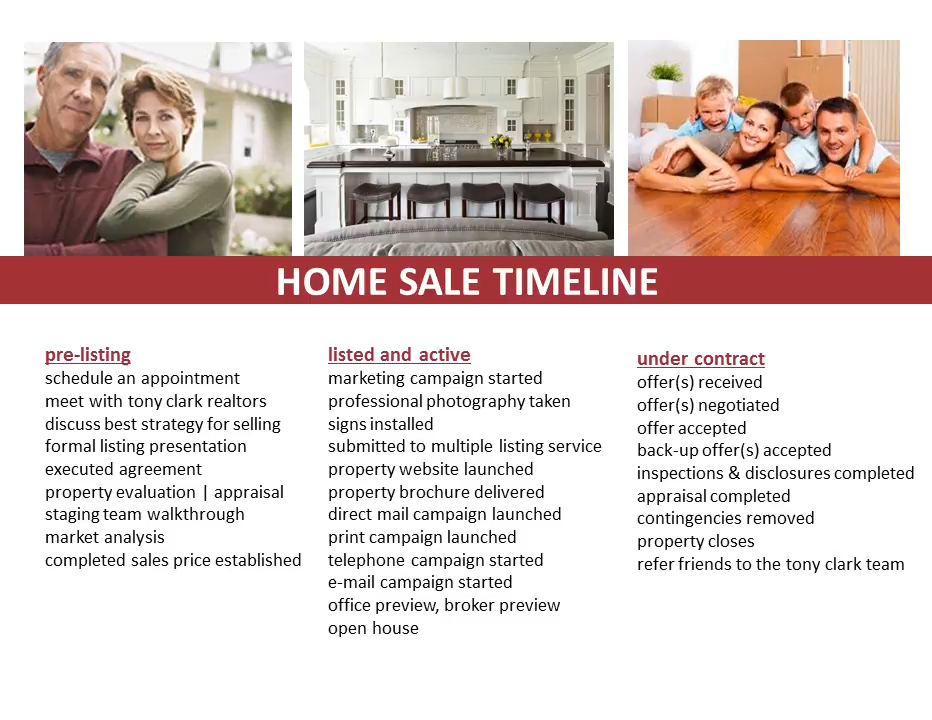 HOME SALE TIMELINE
pre-listing
schedule an appointment
meet with tony clark realtors
discuss best strategy for selling
formal listing presentation
executed agreement
property evaluation | appraisal
staging team walkthrough
market analysis
completed sales price established
listed and active
marketing campaign started
professional photography taken
signs installed
submitted to multiple listing service
property website launched
property brochure delivered
direct mail campaign launched
print campaign launched
telephone campaign started
e-mail campaign started
office preview, broker preview
open house
under contract
offer(s) received
offer(s) negotiated
offer accepted
back-up offer(s) accepted
inspections & disclosures completed
appraisal completed
contingencies removed
property closes
refer friends to the tony clark team